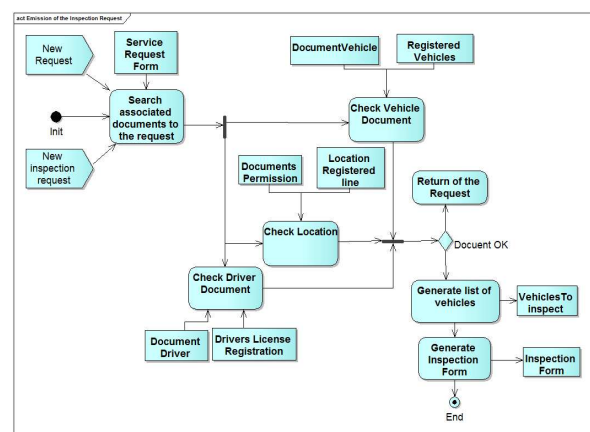 act Emission of the Inspection Request
New
Request
Service
Request
Form
DocumentVehicle
Registered
Vehicles
Search
associated
documents to
the request
Init
New
inspection
request
Check Vehicle
Document
Documents
Permission
Location
Registered
line
Return of the
Request
Check Location
Docuent OK
Check Driver
Document
Generate list of
vehicles
VehiclesTo
inspect
Document
Driver
Drivers License
Registration
Generate
Inspection
Form
Inspection
Form
End